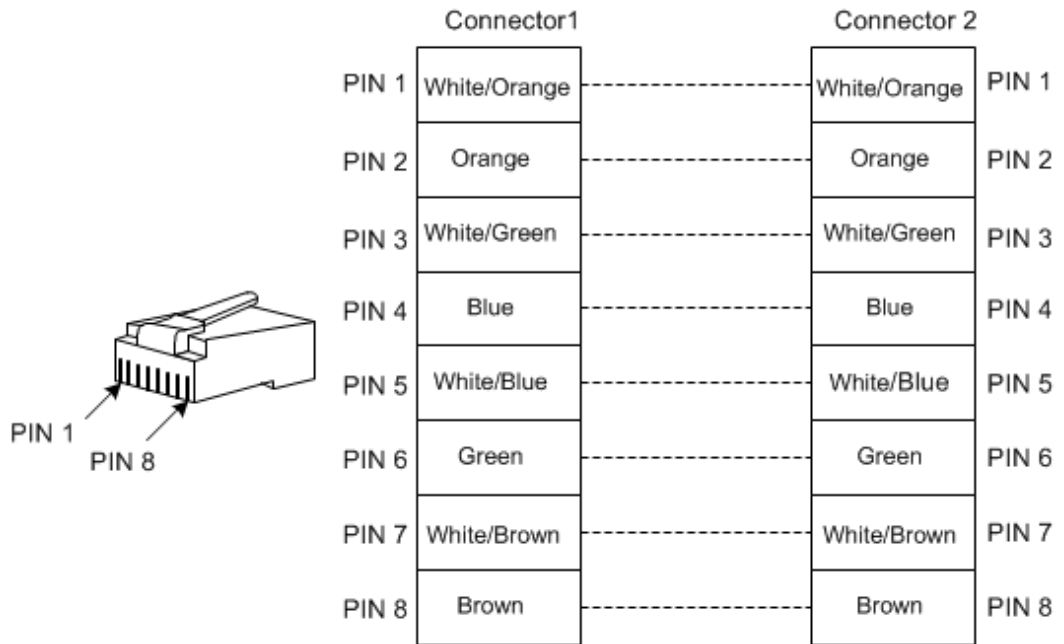 Connector1 Connector 2
PIN 1 White/Orange White/Orange PIN 1
PIN 2 Orange Orange PIN 2
PIN 3 White/Green White/Green PIN 3
PIN 4 Blue Blue PIN 4
PIN 5 White/Blue White/Blue PIN 5
PIN 6 Green Green PIN 6
PIN 7 White/Brown White/Brown PIN 7
PIN 8 Brown Brown PIN 8
PIN 1
PIN 8